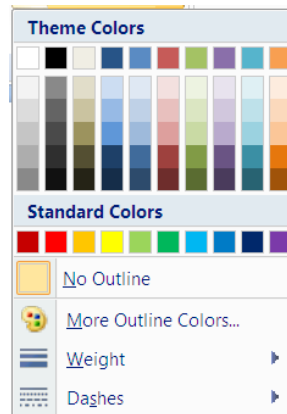 Theme Colors
Standard Colors
No Outline
More Outline Colors...
Weight
Dashes